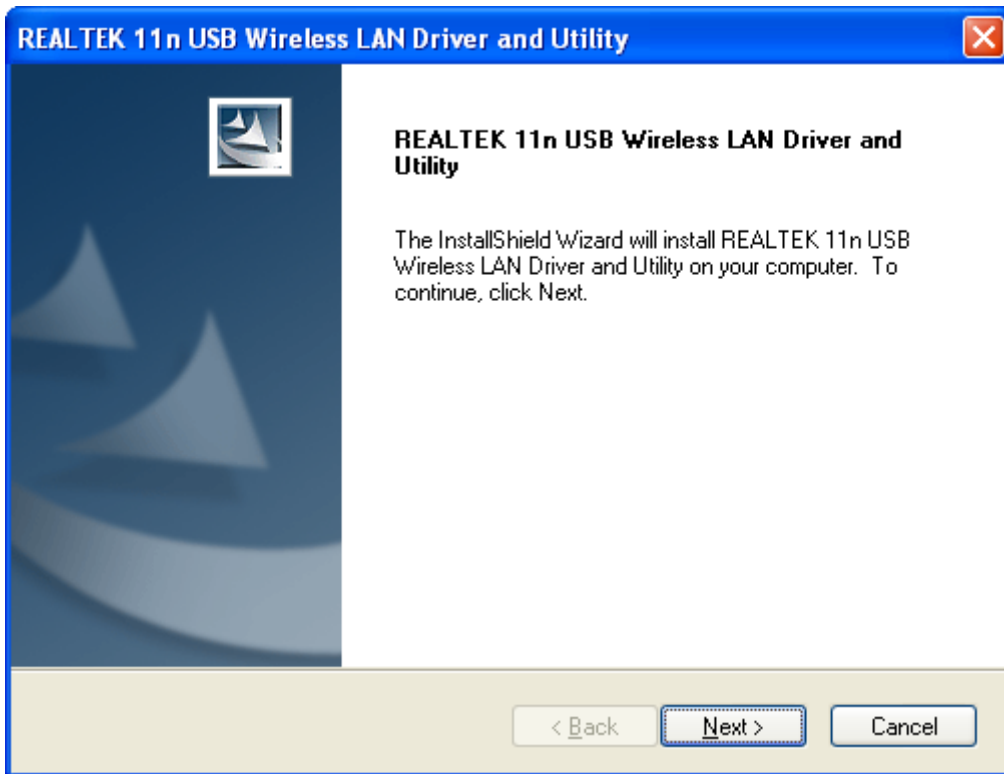 REALTEK 11n USB Wireless LAN Driver and Utility
REALTEK 11n USB Wireless LAN Driver and
Utility
The InstallShield Wizard will install REALTEK 11n USB
Wireless LAN Driver and Utility on your computer.  To
continue, click Next.
< Back
Next >
Cancel